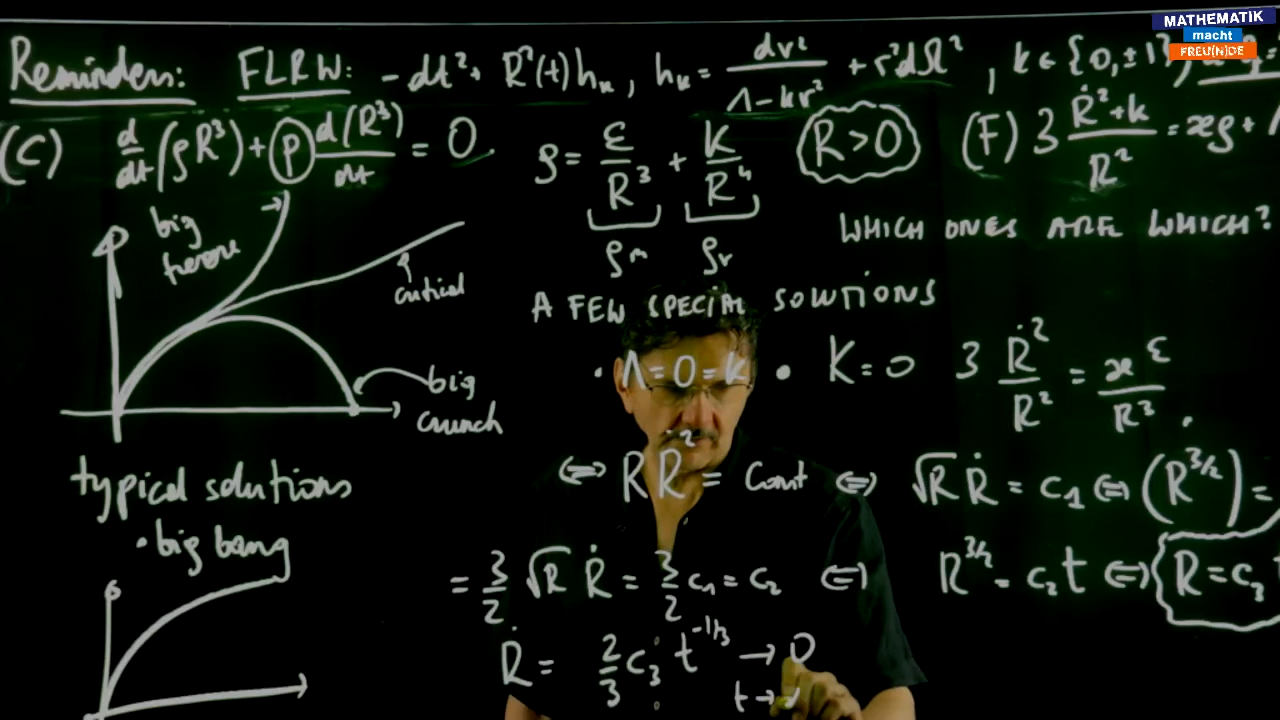 MATHEMATIK
macht
FREU(N)DE
Reminders: FLRW: -dt²+ R²(t)hₖ, hₖ= dr²/(1-kr²) + r²dΩ², k∈{0,±1},
(C) d/dt(ρR³)+ p d(R³)/dt = 0. ρ= ε/R³ + K/R⁴ R>0 (F) 3 (Ṙ²+k)/R² = ϰρ+ Λ
ρm ρr
WHICH ONES ARE WHICH?
big
freeze
critical
big
crunch
typical solutions
• big bang
A FEW SPECIAL SOLUTIONS
• Λ=0=k • K=0 3 Ṙ²/R² = ϰε/R³.
⇔ RṘ² = Const ⇔ √R Ṙ = c₁ ⇔ (R^{3/2})˙ =
= 3/2 √R Ṙ = 3/2 c₁ = c₂ ⇔ R^{3/2} = c₂ t ⇔ R = c₃ t
Ṙ = 2/3 c₃ t^{-1/3} → 0
t →